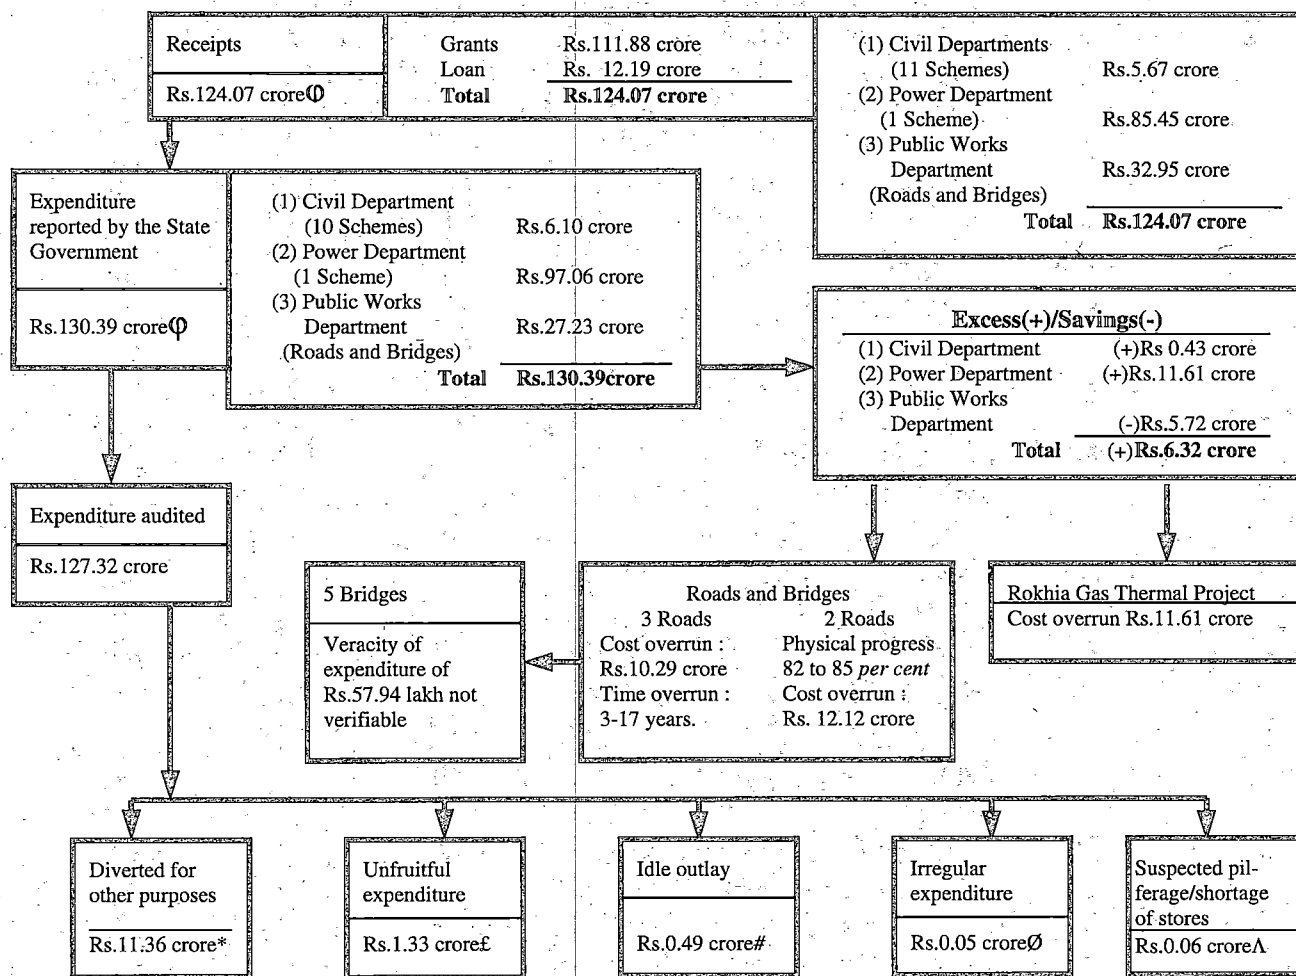 Receipts
Rs.124.07 croreΦ
Grants Rs.111.88 crore
Loan Rs. 12.19 crore
Total Rs.124.07 crore
(1) Civil Departments
(11 Schemes) Rs.5.67 crore
(2) Power Department
(1 Scheme) Rs.85.45 crore
(3) Public Works
Department Rs.32.95 crore
(Roads and Bridges)
Total Rs.124.07 crore
Expenditure
reported by the State
Government
Rs.130.39 croreφ
(1) Civil Department
(10 Schemes) Rs.6.10 crore
(2) Power Department
(1 Scheme) Rs.97.06 crore
(3) Public Works
Department Rs.27.23 crore
(Roads and Bridges)
Total Rs.130.39crore
Excess(+)/Savings(-)
(1) Civil Department (+)Rs 0.43 crore
(2) Power Department (+)Rs.11.61 crore
(3) Public Works
Department (-)Rs.5.72 crore
Total (+)Rs.6.32 crore
Expenditure audited
Rs.127.32 crore
5 Bridges
Veracity of
expenditure of
Rs.57.94 lakh not
verifiable
Roads and Bridges
3 Roads 2 Roads
Cost overrun : Physical progress
Rs.10.29 crore 82 to 85 per cent
Time overrun : Cost overrun :
3-17 years. Rs. 12.12 crore
Rokhia Gas Thermal Project
Cost overrun Rs.11.61 crore
Diverted for
other purposes
Rs.11.36 crore*
Unfruitful
expenditure
Rs.1.33 crore£
Idle outlay
Rs.0.49 crore#
Irregular
expenditure
Rs.0.05 croreØ
Suspected pil-
ferage/shortage
of stores
Rs.0.06 croreΛ